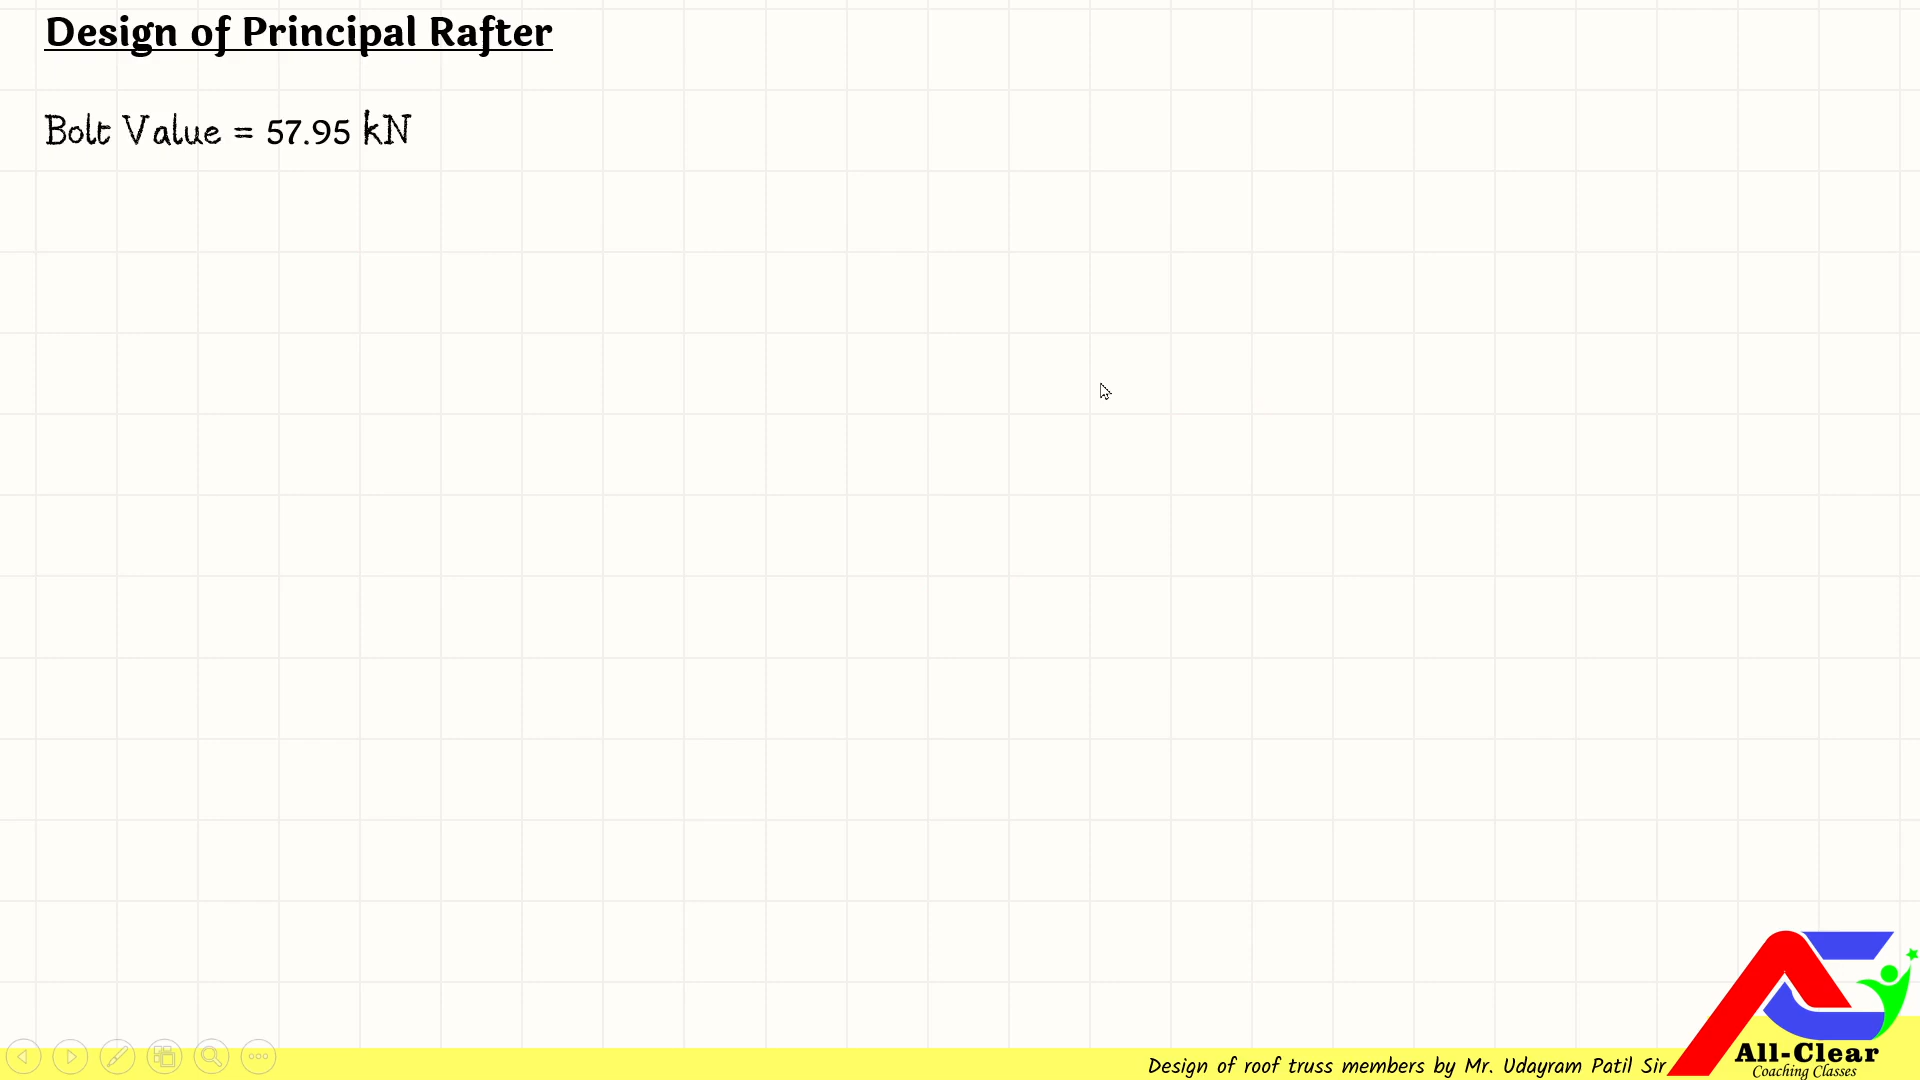 Design of Principal Rafter
Bolt Value = 57.95 kN
Design of roof truss members by Mr. Udayram Patil Sir
All-Clear
Coaching Classes